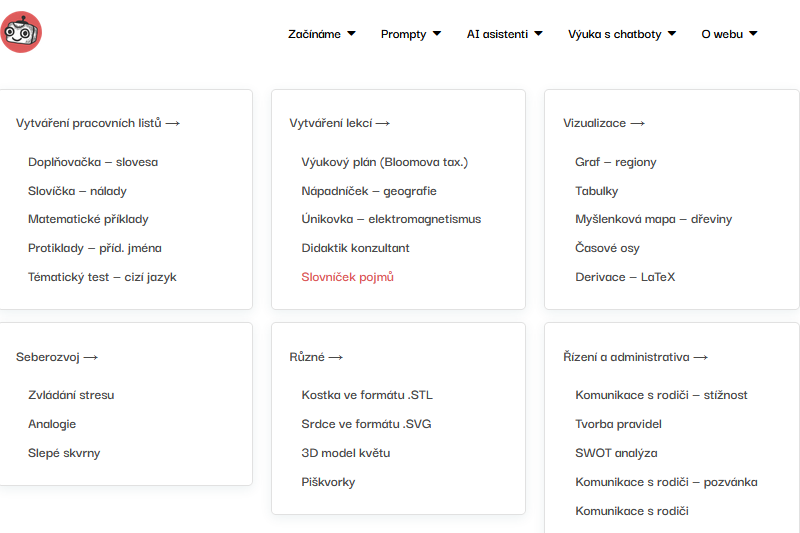 Začínáme
Prompty
AI asistenti
Výuka s chatboty
O webu
Vytváření pracovních listů →
Doplňovačka – slovesa
Slovíčka – nálady
Matematické příklady
Protiklady – příd. jména
Tématický test – cizí jazyk
Vytváření lekcí →
Výukový plán (Bloomova tax.)
Nápadníček – geografie
Únikovka – elektromagnetismus
Didaktik konzultant
Slovníček pojmů
Vizualizace →
Graf – regiony
Tabulky
Myšlenková mapa – dřeviny
Časové osy
Derivace – LaTeX
Seberozvoj →
Zvládání stresu
Analogie
Slepé skvrny
Různé →
Kostka ve formátu .STL
Srdce ve formátu .SVG
3D model květu
Piškvorky
Řízení a administrativa →
Komunikace s rodiči – stížnost
Tvorba pravidel
SWOT analýza
Komunikace s rodiči – pozvánka
Komunikace s rodiči